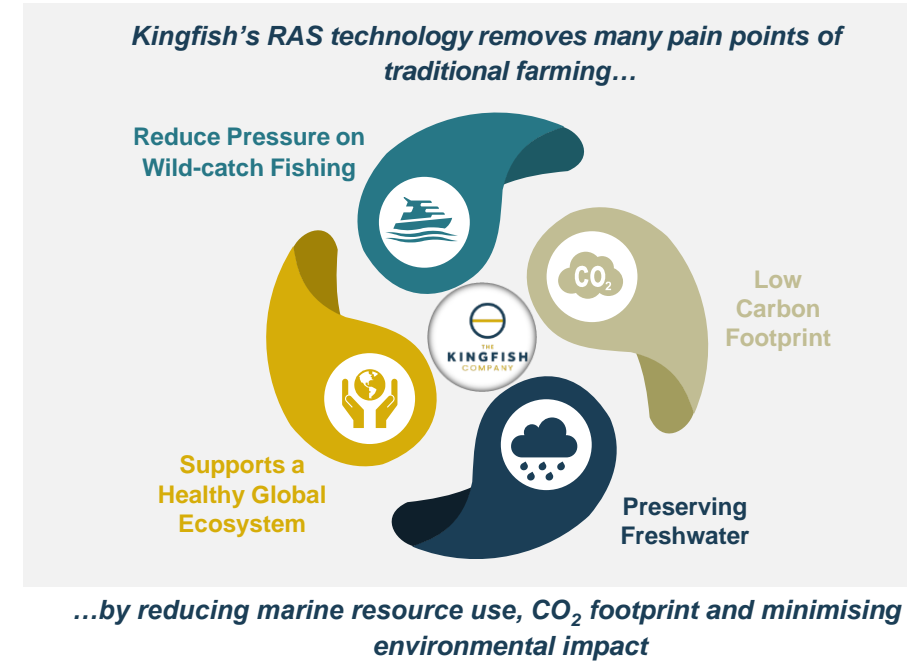 Kingfish's RAS technology removes many pain points of
traditional farming…
Reduce Pressure on
Wild-catch Fishing
CO2
Low
Carbon
Footprint
THE
KINGFISH
COMPANY
Supports a
Healthy Global
Ecosystem
Preserving
Freshwater
…by reducing marine resource use, CO2 footprint and minimising
environmental impact